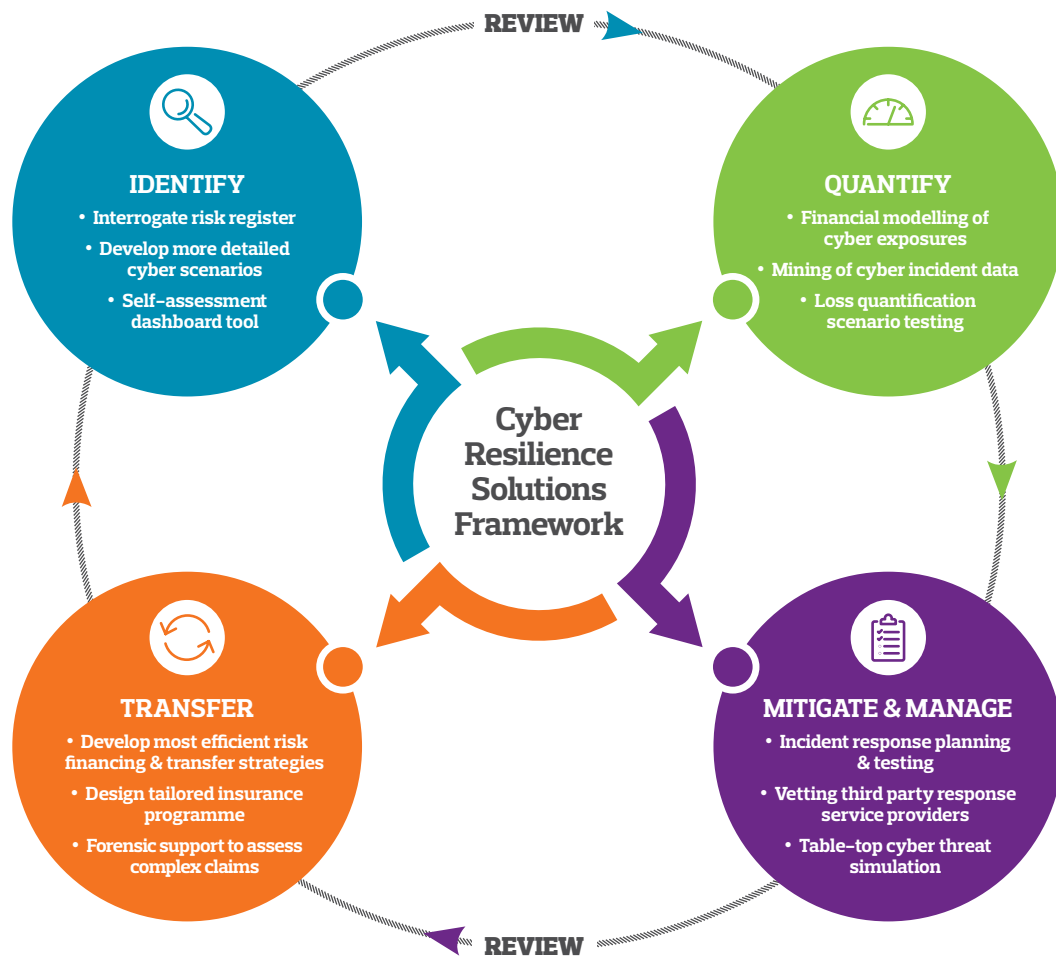 REVIEW
IDENTIFY
• Interrogate risk register
• Develop more detailed
cyber scenarios
• Self-assessment
dashboard tool
QUANTIFY
• Financial modelling of
cyber exposures
• Mining of cyber incident data
• Loss quantification
scenario testing
Cyber
Resilience
Solutions
Framework
TRANSFER
• Develop most efficient risk
financing & transfer strategies
• Design tailored insurance
programme
• Forensic support to assess
complex claims
MITIGATE & MANAGE
• Incident response planning
& testing
• Vetting third party response
service providers
• Table-top cyber threat
simulation
REVIEW